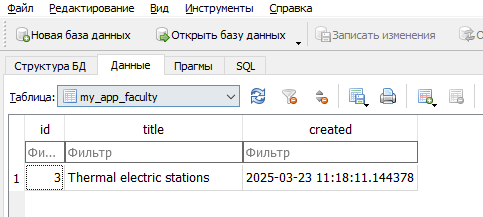 Файл Редактирование Вид Инструменты Справка
Новая база данных Открыть базу данных Записать изменения
Структура БД Данные Прагмы SQL
Таблица: my_app_faculty
id title created
Фи... Фильтр Фильтр
1 3 Thermal electric stations 2025-03-23 11:18:11.144378